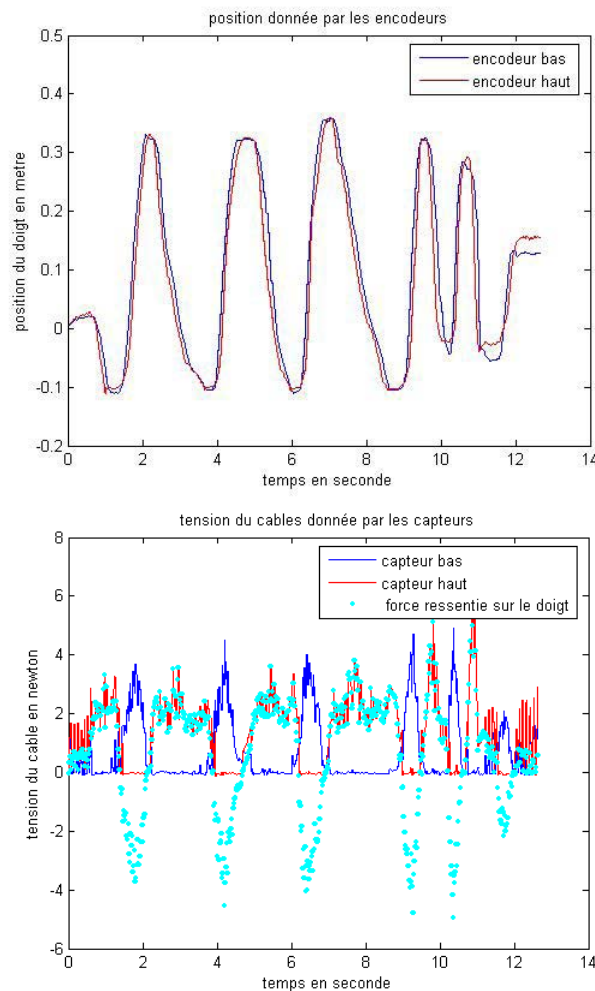 position donnée par les encodeurs
0.5
0.4
0.3
0.2
0.1
0
-0.1
-0.2
position du doigt en metre
encodeur bas
encodeur haut
0 2 4 6 8 10 12 14
temps en seconde
tension du cables donnée par les capteurs
8
6
4
2
0
-2
-4
-6
tension du cable en newton
capteur bas
capteur haut
force ressentie sur le doigt
0 2 4 6 8 10 12 14
temps en seconde